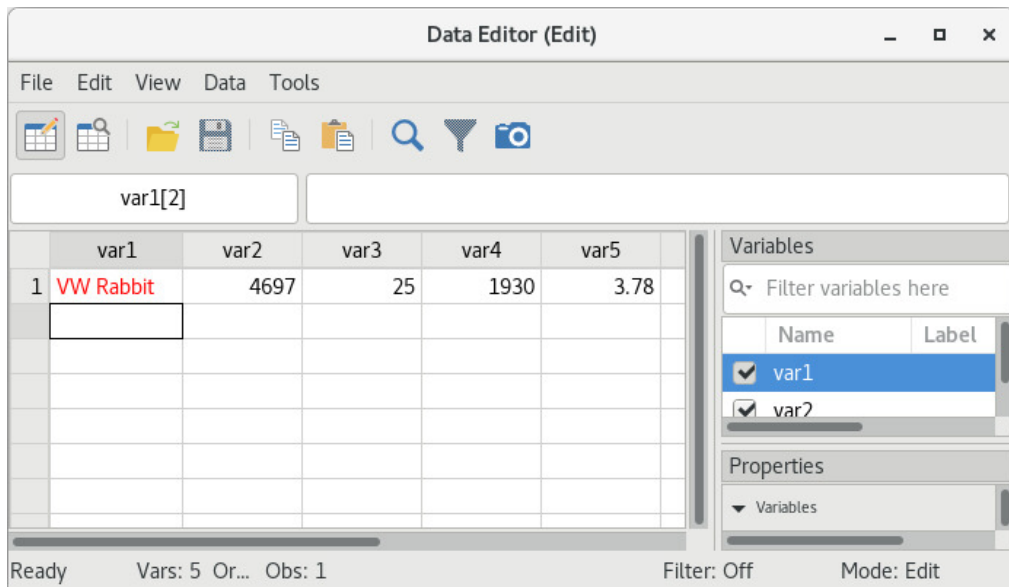 Data Editor (Edit)
File Edit View Data Tools
var1[2]
var1 var2 var3 var4 var5
1 VW Rabbit 4697 25 1930 3.78
Variables
Filter variables here
Name Label
var1
var2
Properties
Variables
Ready Vars: 5 Or... Obs: 1 Filter: Off Mode: Edit